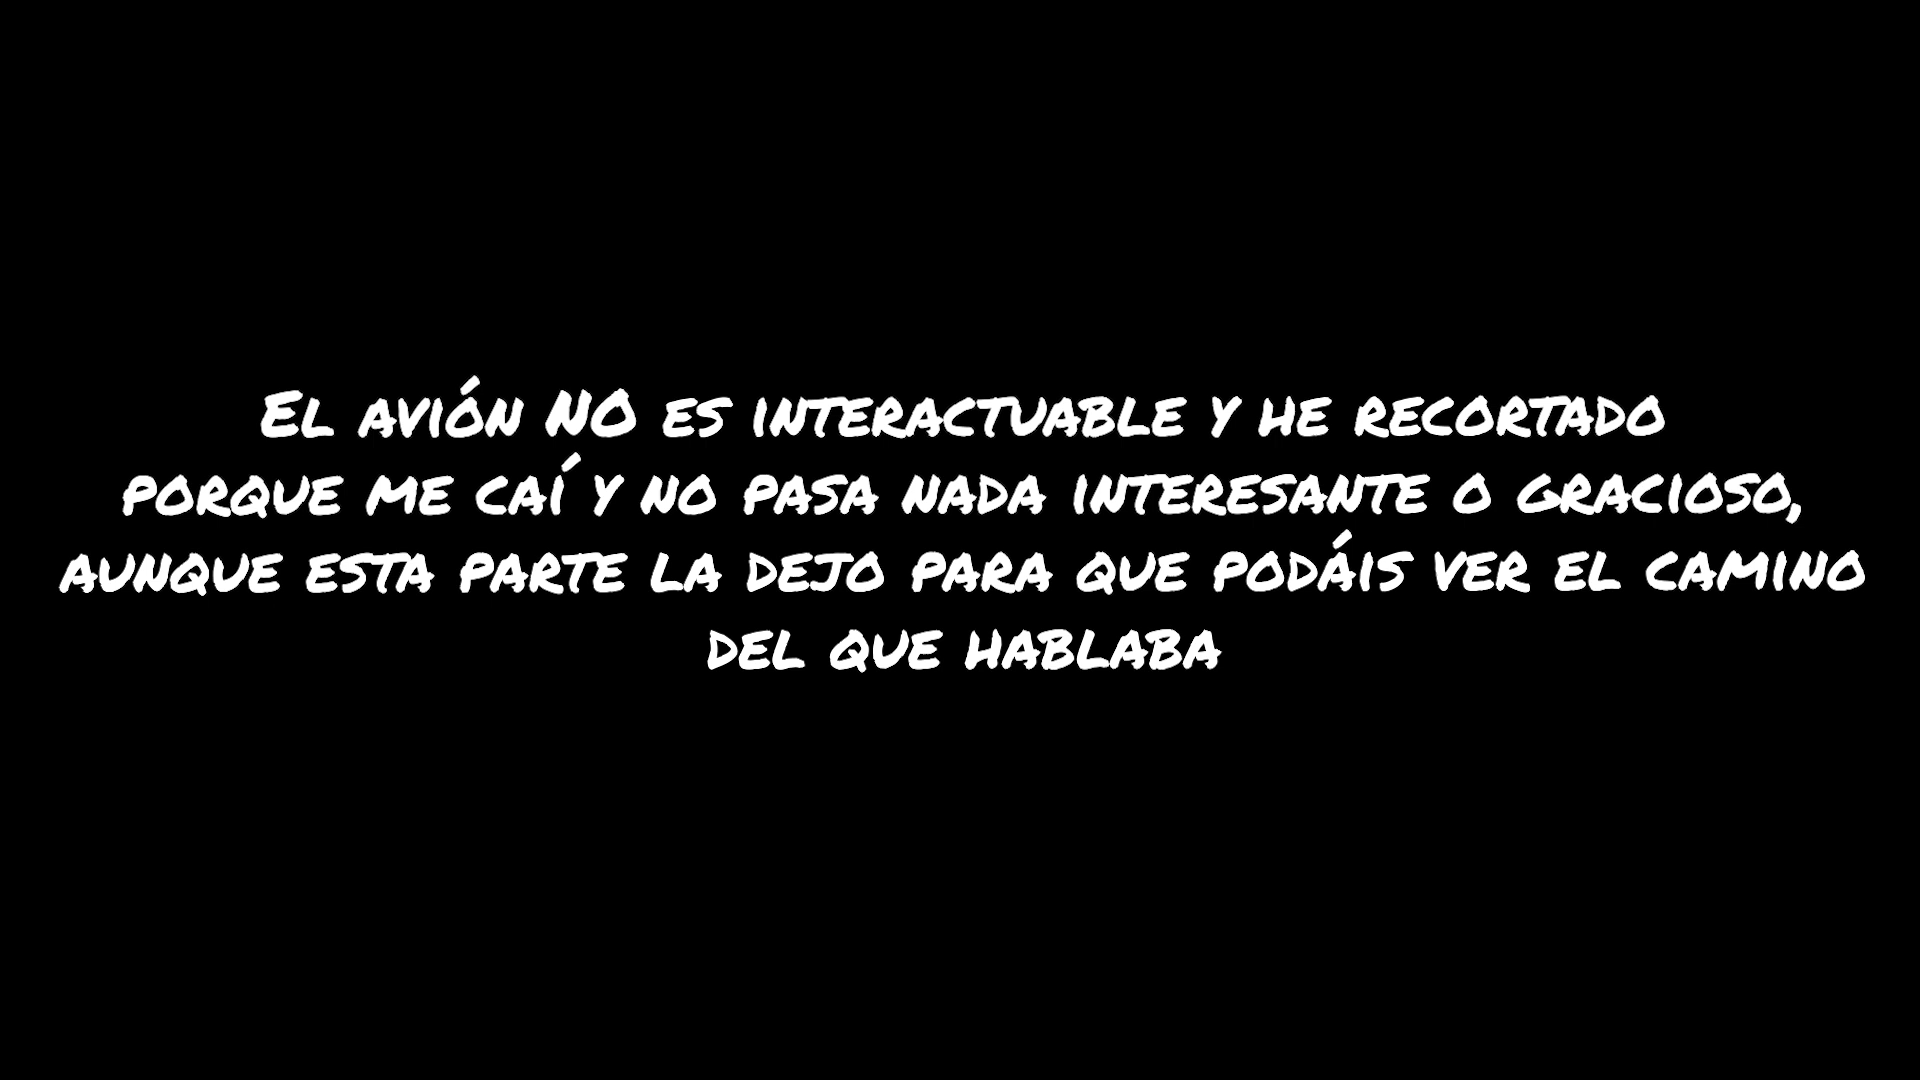 El avión NO es interactuable y he recortado
porque me caí y no pasa nada interesante o gracioso,
aunque esta parte la dejo para que podáis ver el camino
del que hablaba